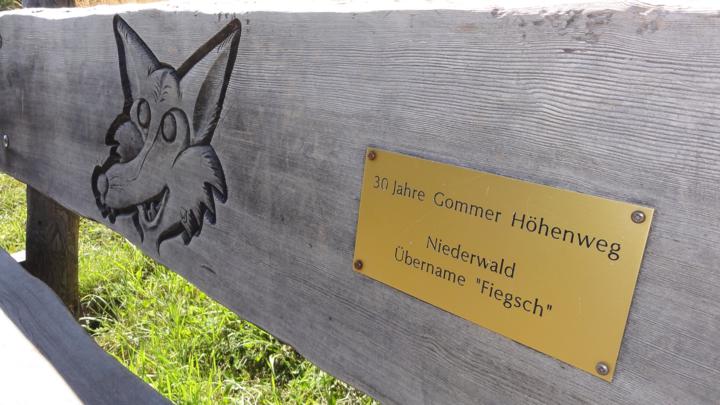 30 Jahre Gommer Höhenweg
Niederwald
Übername "Fiegsch"